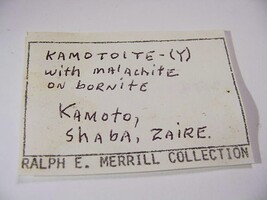 KAMOTOITE-(Y)
with malachite
on bornite
Kamoto,
Shaba, ZAIRE.
RALPH E. MERRILL COLLECTION